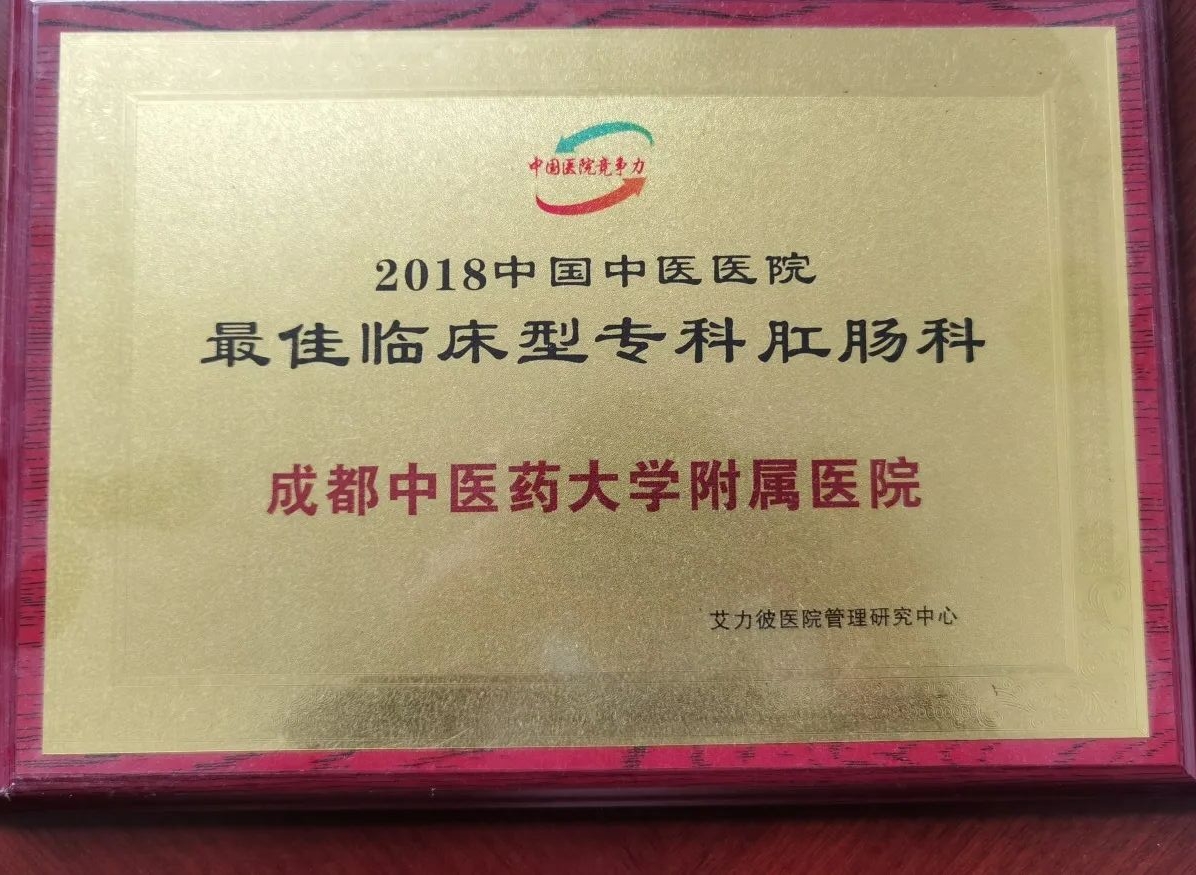 中国医院竞争力
2018中国中医医院
最佳临床型专科肛肠科
成都中医药大学附属医院
艾力彼医院管理研究中心